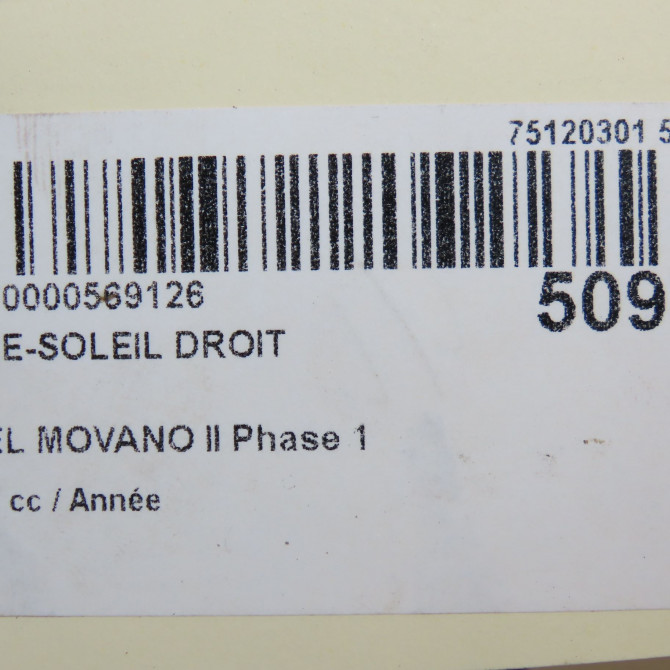 75120301 5
0000569126
509
E-SOLEIL DROIT
EL MOVANO II Phase 1
cc / Année